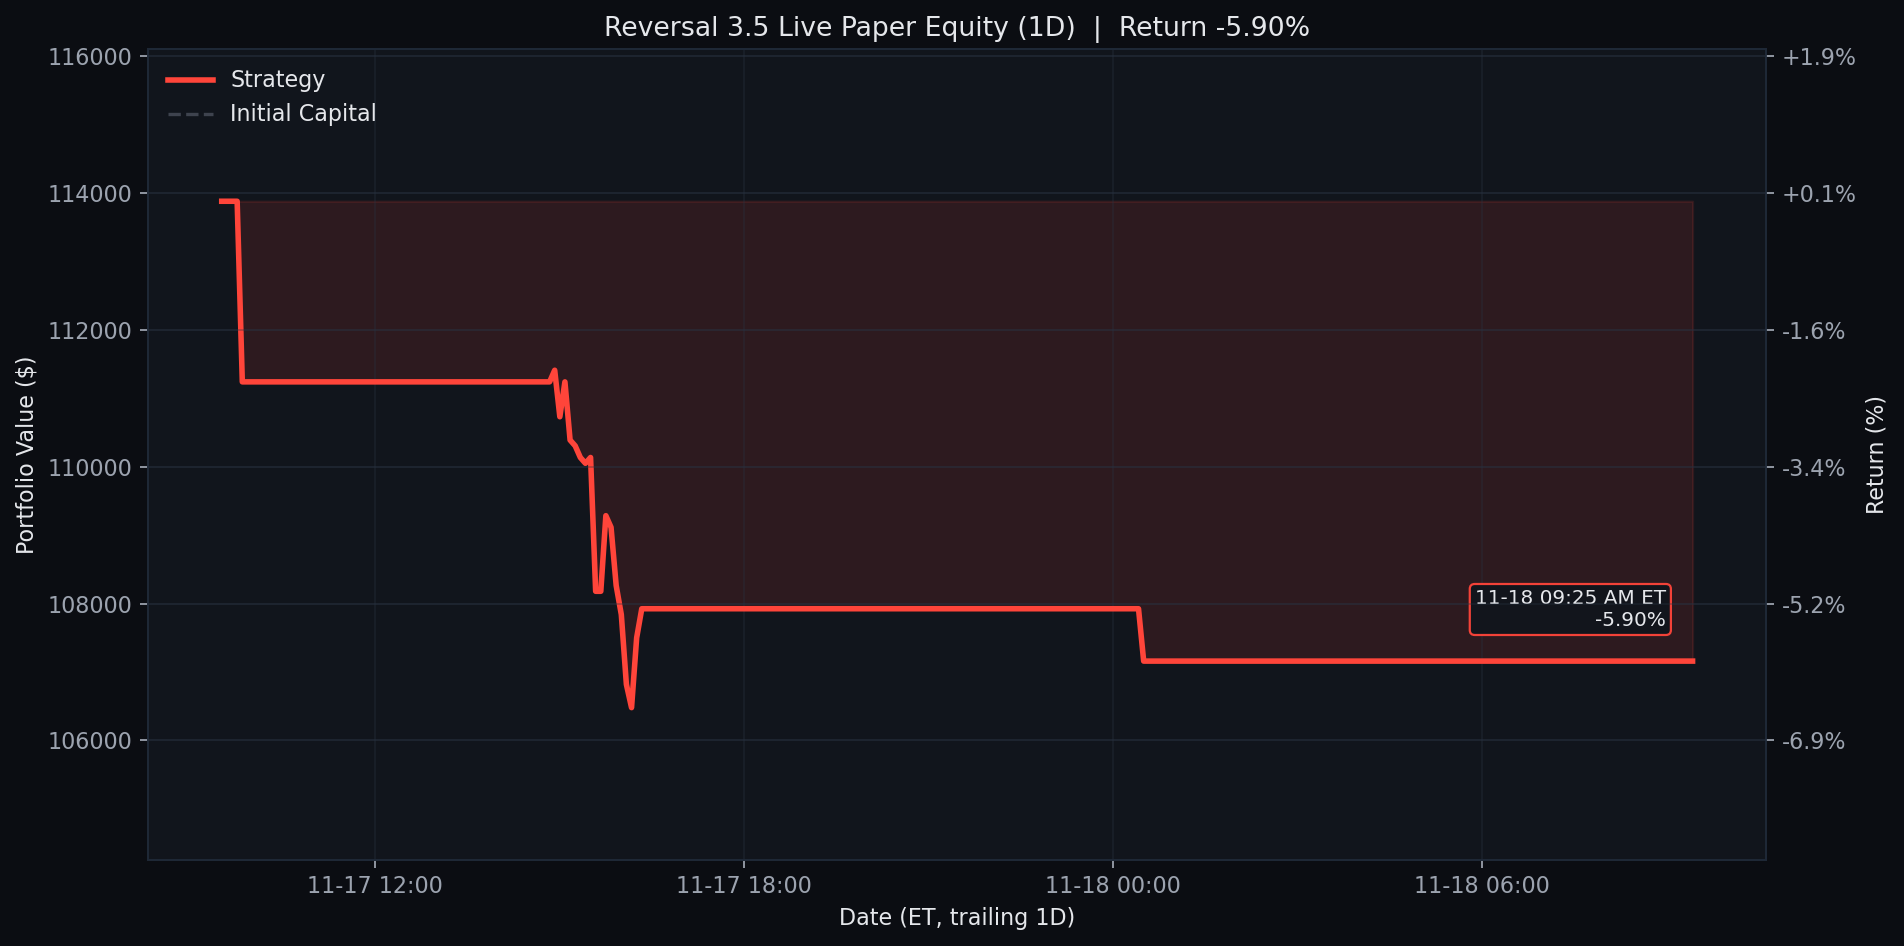 Reversal 3.5 Live Paper Equity (1D)  |  Return -5.90%
Strategy
Initial Capital
Portfolio Value ($)
116000
114000
112000
110000
108000
106000
+1.9%
+0.1%
-1.6%
-3.4%
-5.2%
-6.9%
Return (%)
11-18 09:25 AM ET
-5.90%
11-17 12:00
11-17 18:00
11-18 00:00
11-18 06:00
Date (ET, trailing 1D)